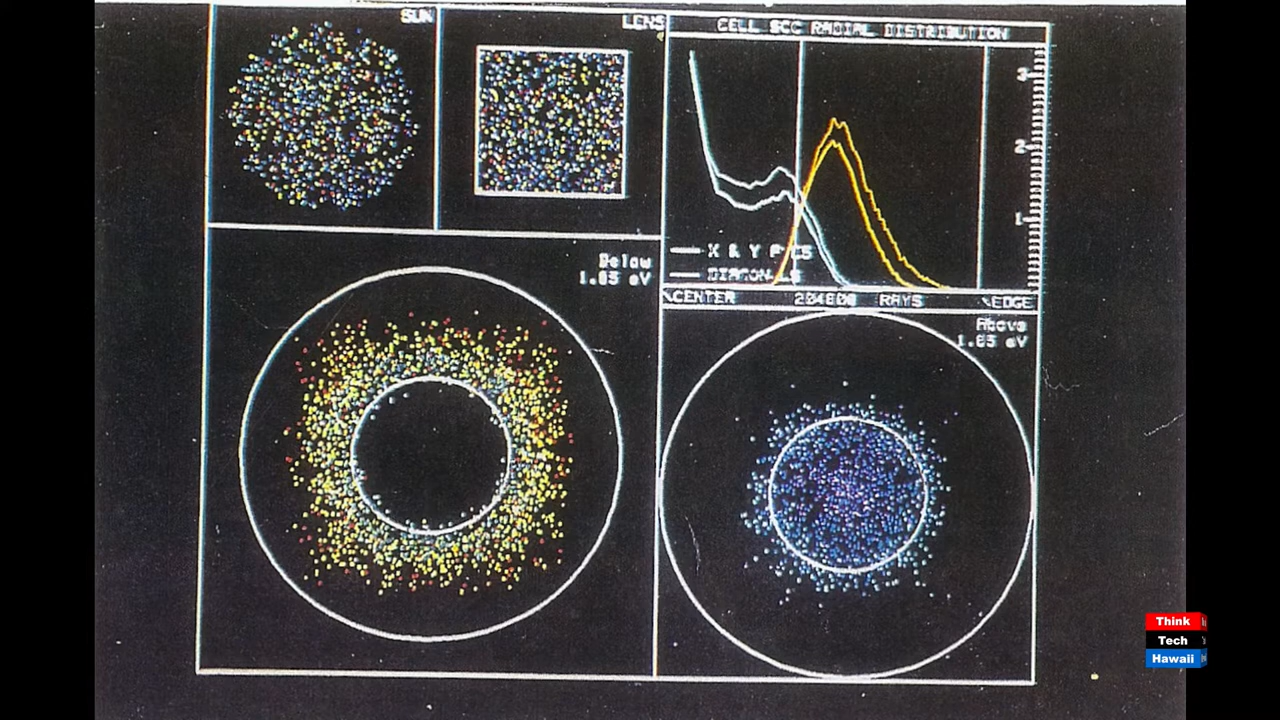 SUN
LENS
CELL SCC RADIAL DISTRIBUTION
3
2
1
X & Y
CENTER 204800 RAYS EDGE
Below
1.65 eV
Above
1.65 eV
Think
Tech
Hawaii